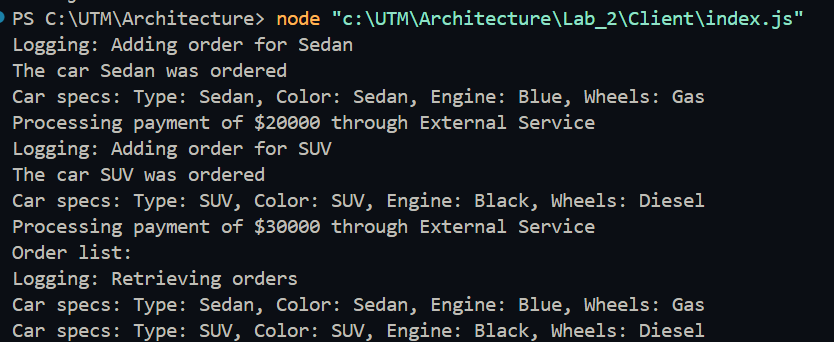 PS C:\UTM\Architecture> node "c:\UTM\Architecture\Lab_2\Client\index.js"
Logging: Adding order for Sedan
The car Sedan was ordered
Car specs: Type: Sedan, Color: Sedan, Engine: Blue, Wheels: Gas
Processing payment of $20000 through External Service
Logging: Adding order for SUV
The car SUV was ordered
Car specs: Type: SUV, Color: SUV, Engine: Black, Wheels: Diesel
Processing payment of $30000 through External Service
Order list:
Logging: Retrieving orders
Car specs: Type: Sedan, Color: Sedan, Engine: Blue, Wheels: Gas
Car specs: Type: SUV, Color: SUV, Engine: Black, Wheels: Diesel